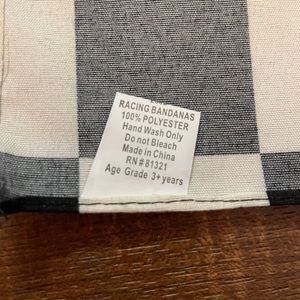 RACING BANDANAS
100% POLYESTER
Hand Wash Only
Do not Bleach
Made in China
RN # 81321
Age Grade 3+ years